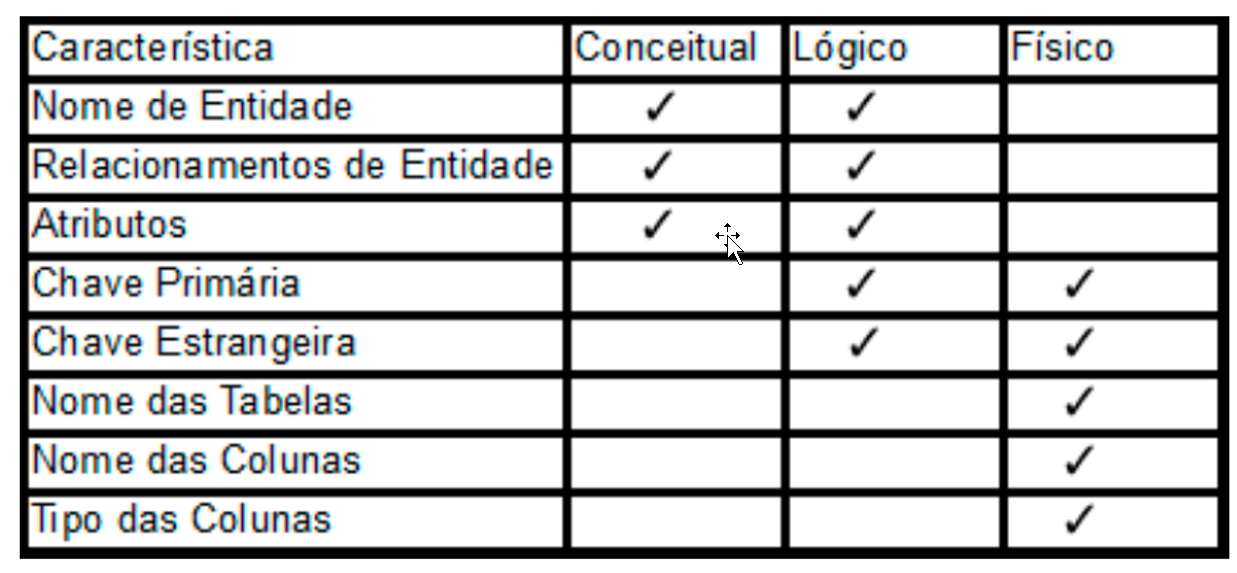 Característica Conceitual Lógico Físico
Nome de Entidade ✓ ✓
Relacionamentos de Entidade ✓ ✓
Atributos ✓ ✓
Chave Primária ✓ ✓
Chave Estrangeira ✓ ✓
Nome das Tabelas ✓
Nome das Colunas ✓
Tipo das Colunas ✓